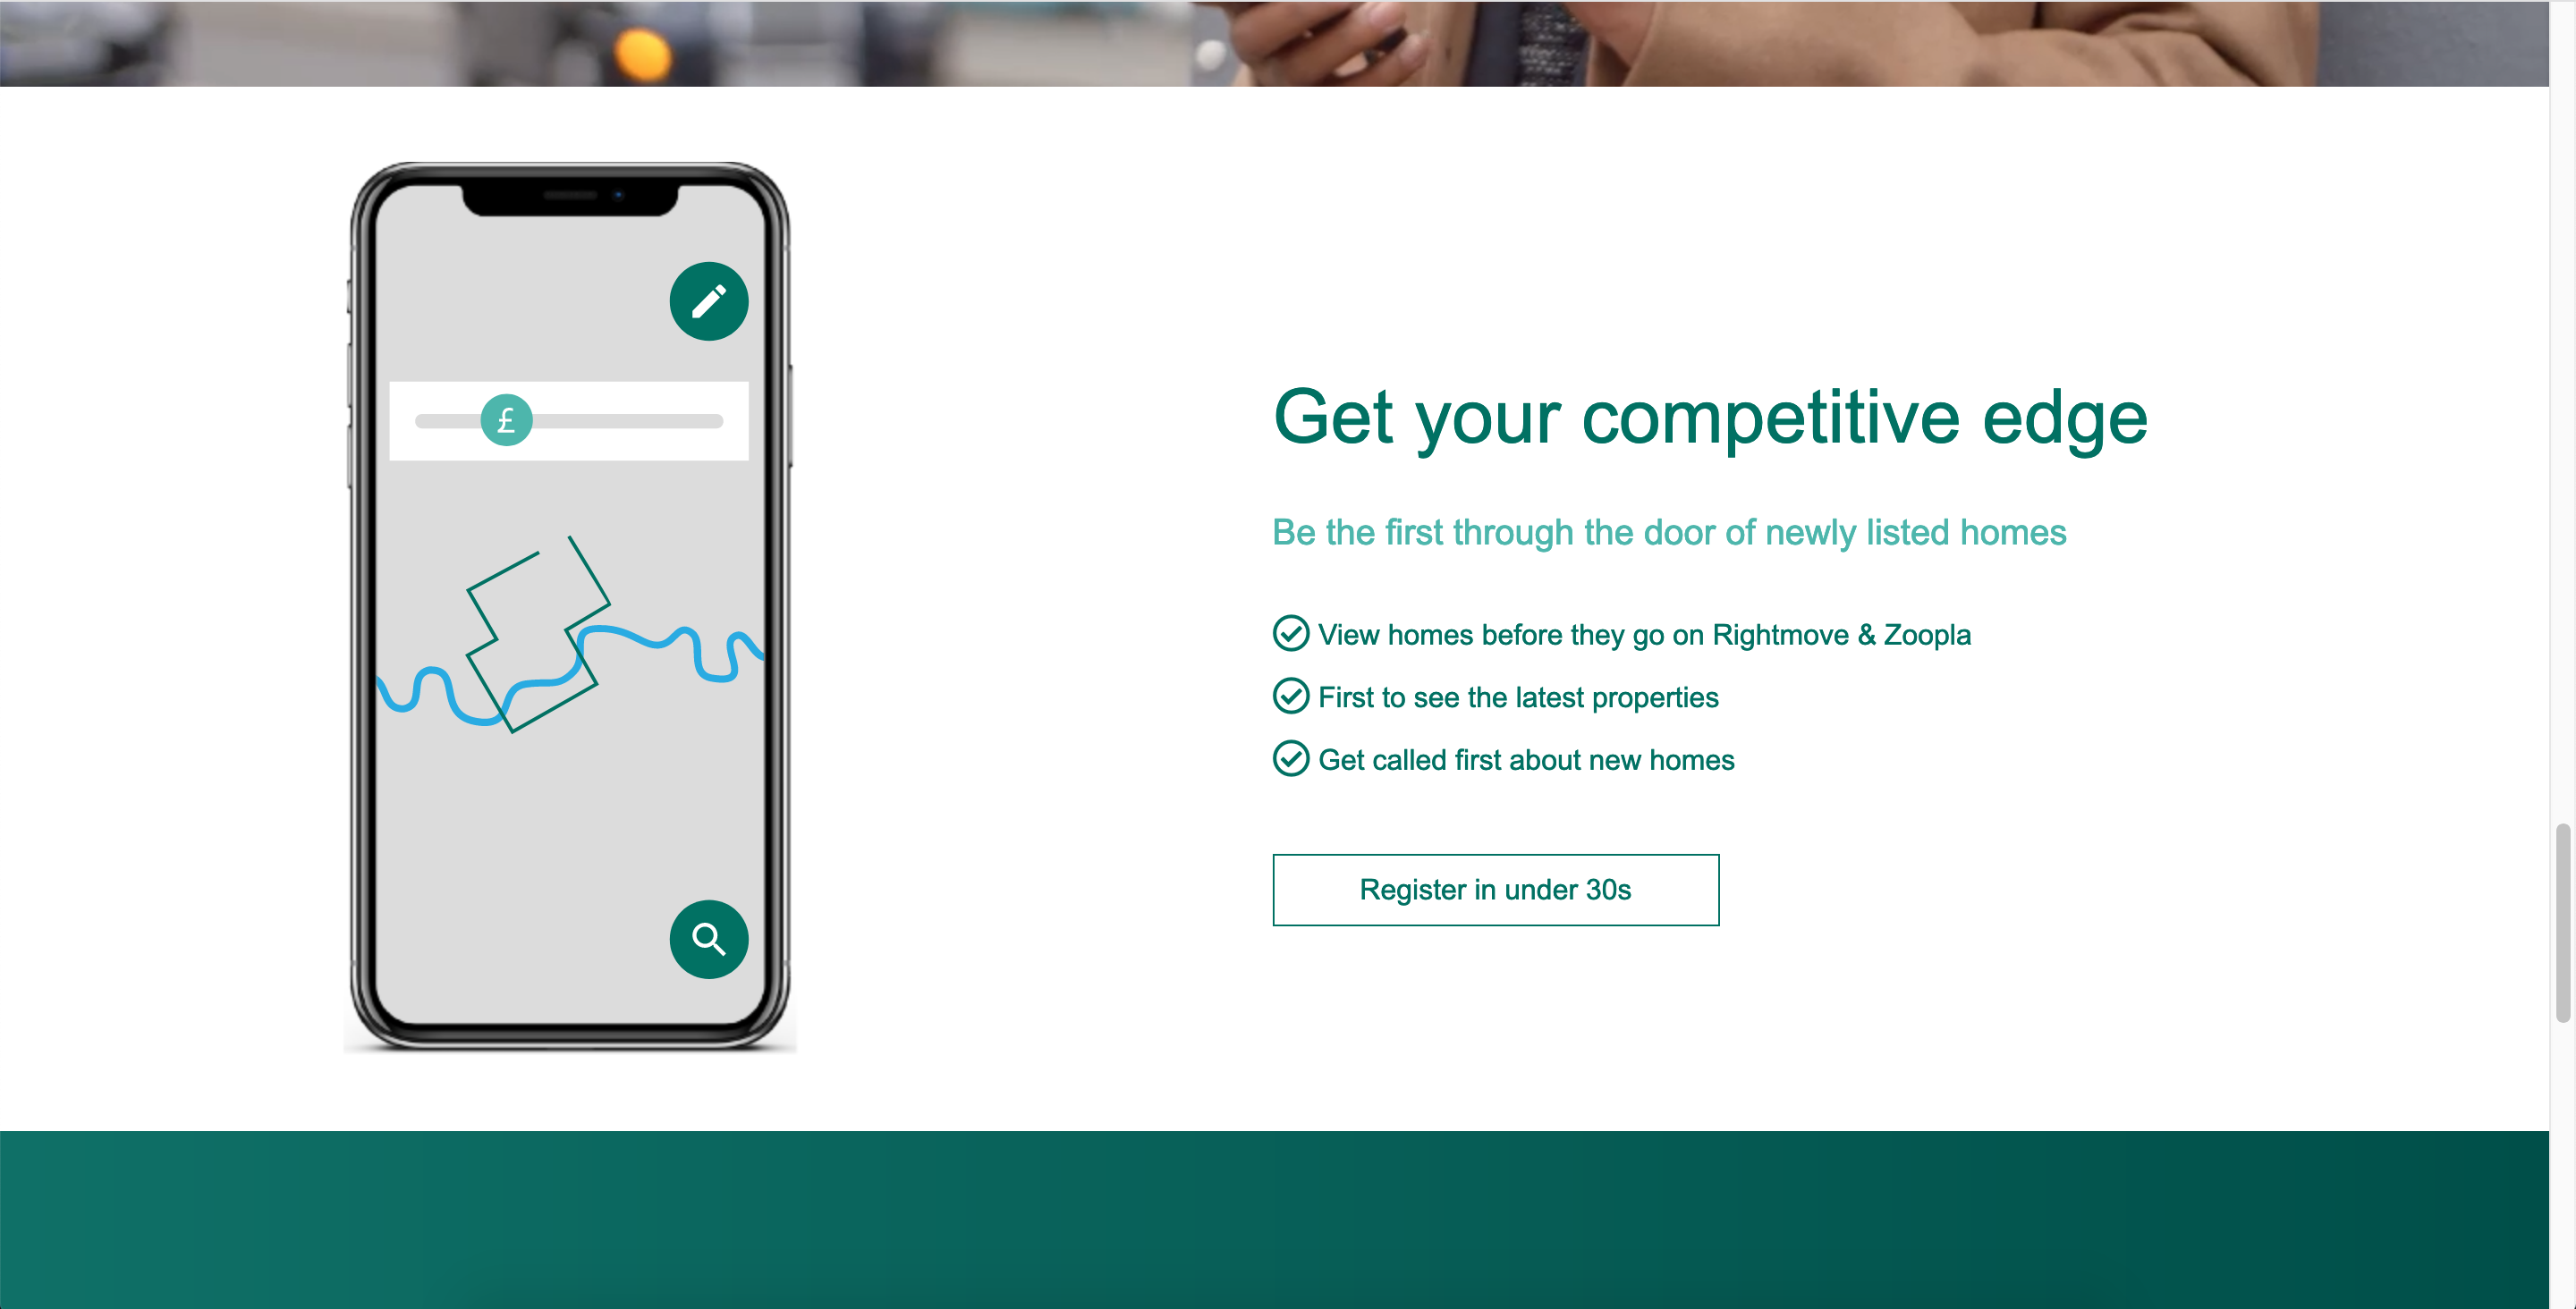 £
Get your competitive edge
Be the first through the door of newly listed homes
View homes before they go on Rightmove & Zoopla
First to see the latest properties
Get called first about new homes
Register in under 30s